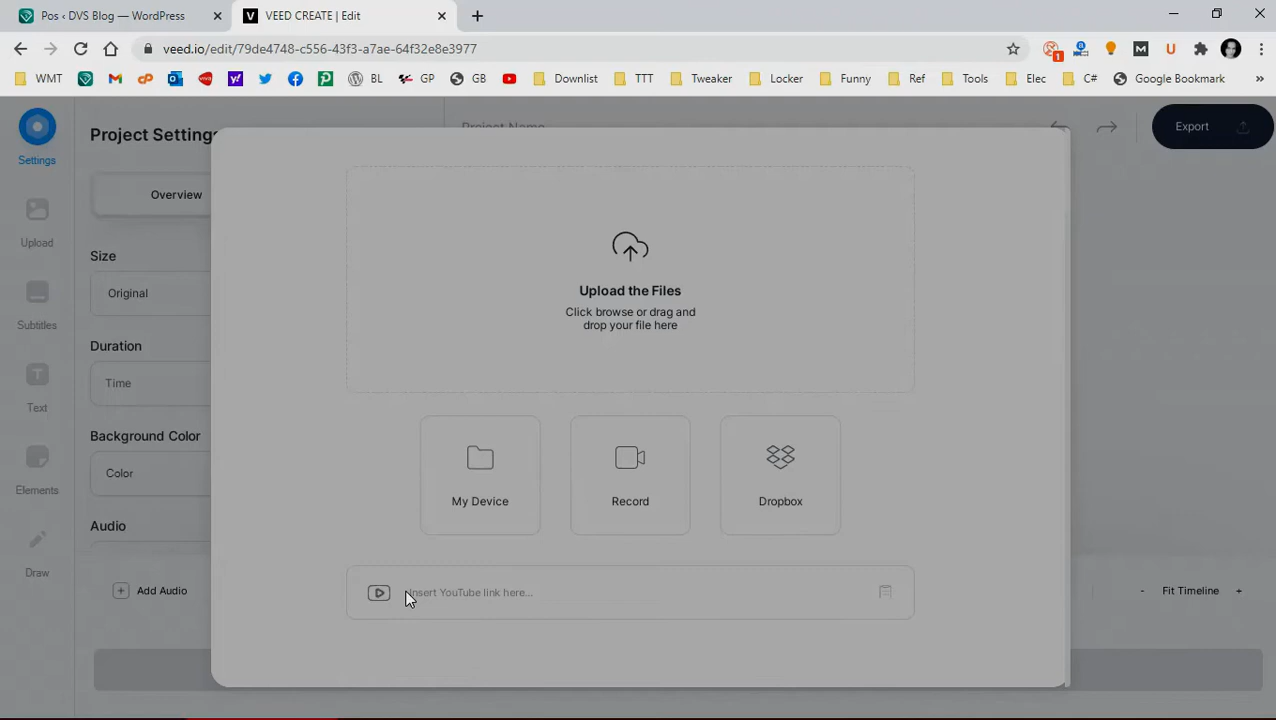 Pos ‹ DVS Blog — WordPress
VEED CREATE | Edit
veed.io/edit/79de4748-c556-43f3-a7ae-64f32e8e3977
1
WMT
BL
GP
GB
Downlist
TTT
Tweaker
Locker
Funny
Ref
Tools
Elec
C#
Google Bookmark
»
Settings
Upload
Subtitles
Text
Elements
Draw
Project Settings
Overview
Size
Original
Duration
Time
Background Color
Color
Audio
Project Name
Export
Upload the Files
Click browse or drag and
drop your file here
My Device
Record
Dropbox
Insert YouTube link here...
Add Audio
- Fit Timeline +